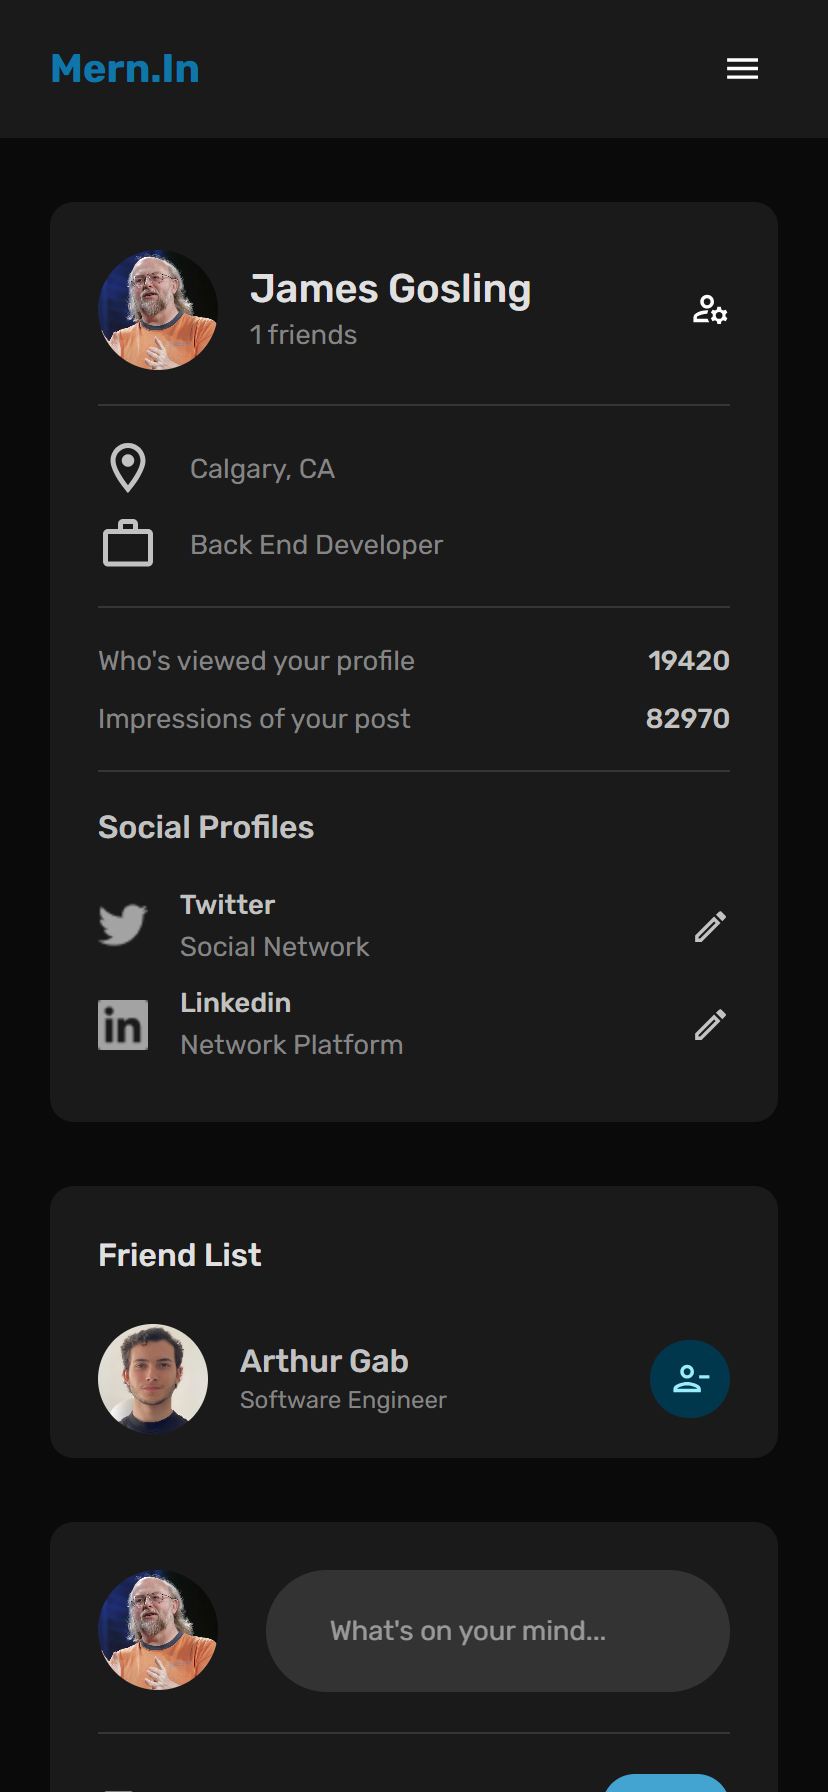 Mern.In
James Gosling
1 friends
Calgary, CA
Back End Developer
Who's viewed your profile 19420
Impressions of your post 82970
Social Profiles
Twitter
Social Network
Linkedin
Network Platform
Friend List
Arthur Gab
Software Engineer
What's on your mind...